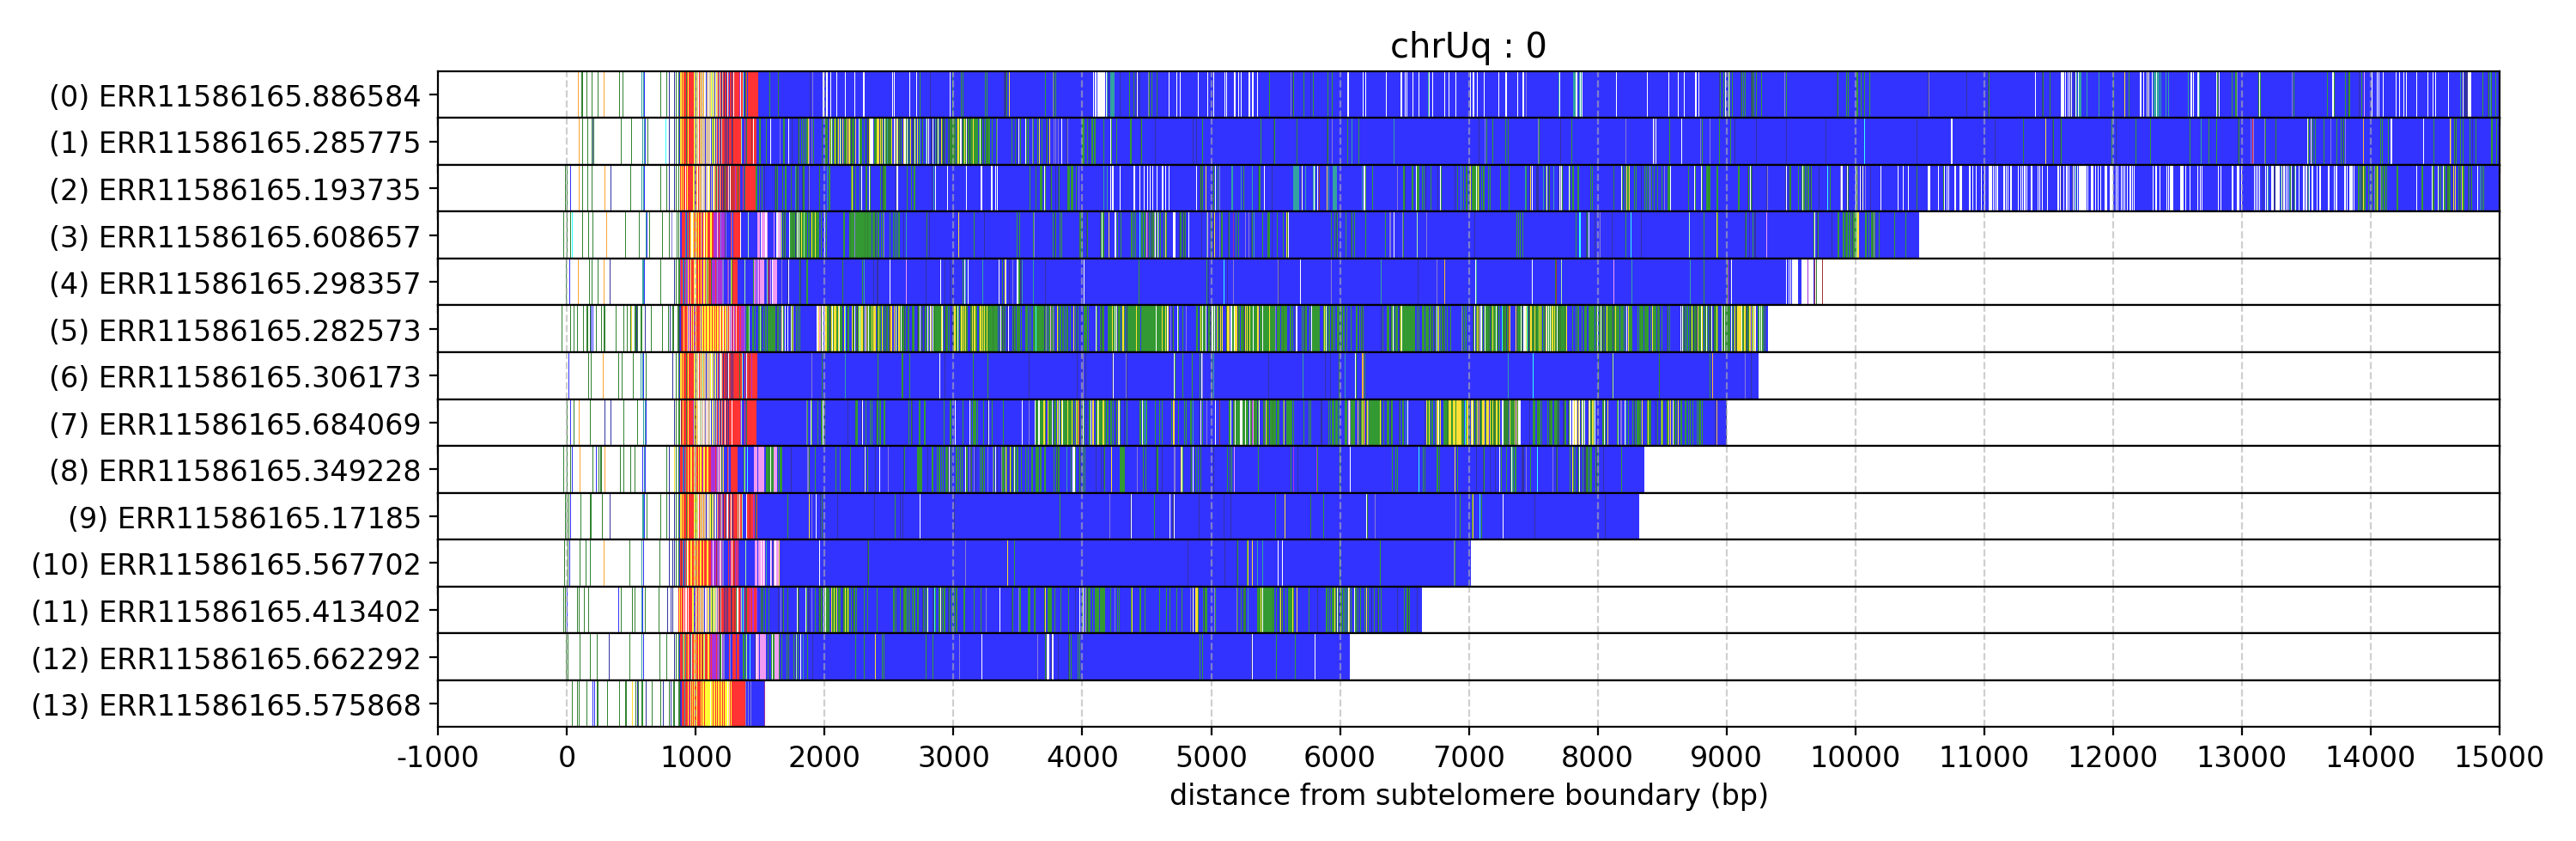 chrUq : 0
(0) ERR11586165.886584
(1) ERR11586165.285775
(2) ERR11586165.193735
(3) ERR11586165.608657
(4) ERR11586165.298357
(5) ERR11586165.282573
(6) ERR11586165.306173
(7) ERR11586165.684069
(8) ERR11586165.349228
(9) ERR11586165.17185
(10) ERR11586165.567702
(11) ERR11586165.413402
(12) ERR11586165.662292
(13) ERR11586165.575868
-1000 0 1000 2000 3000 4000 5000 6000 7000 8000 9000 10000 11000 12000 13000 14000 15000
distance from subtelomere boundary (bp)